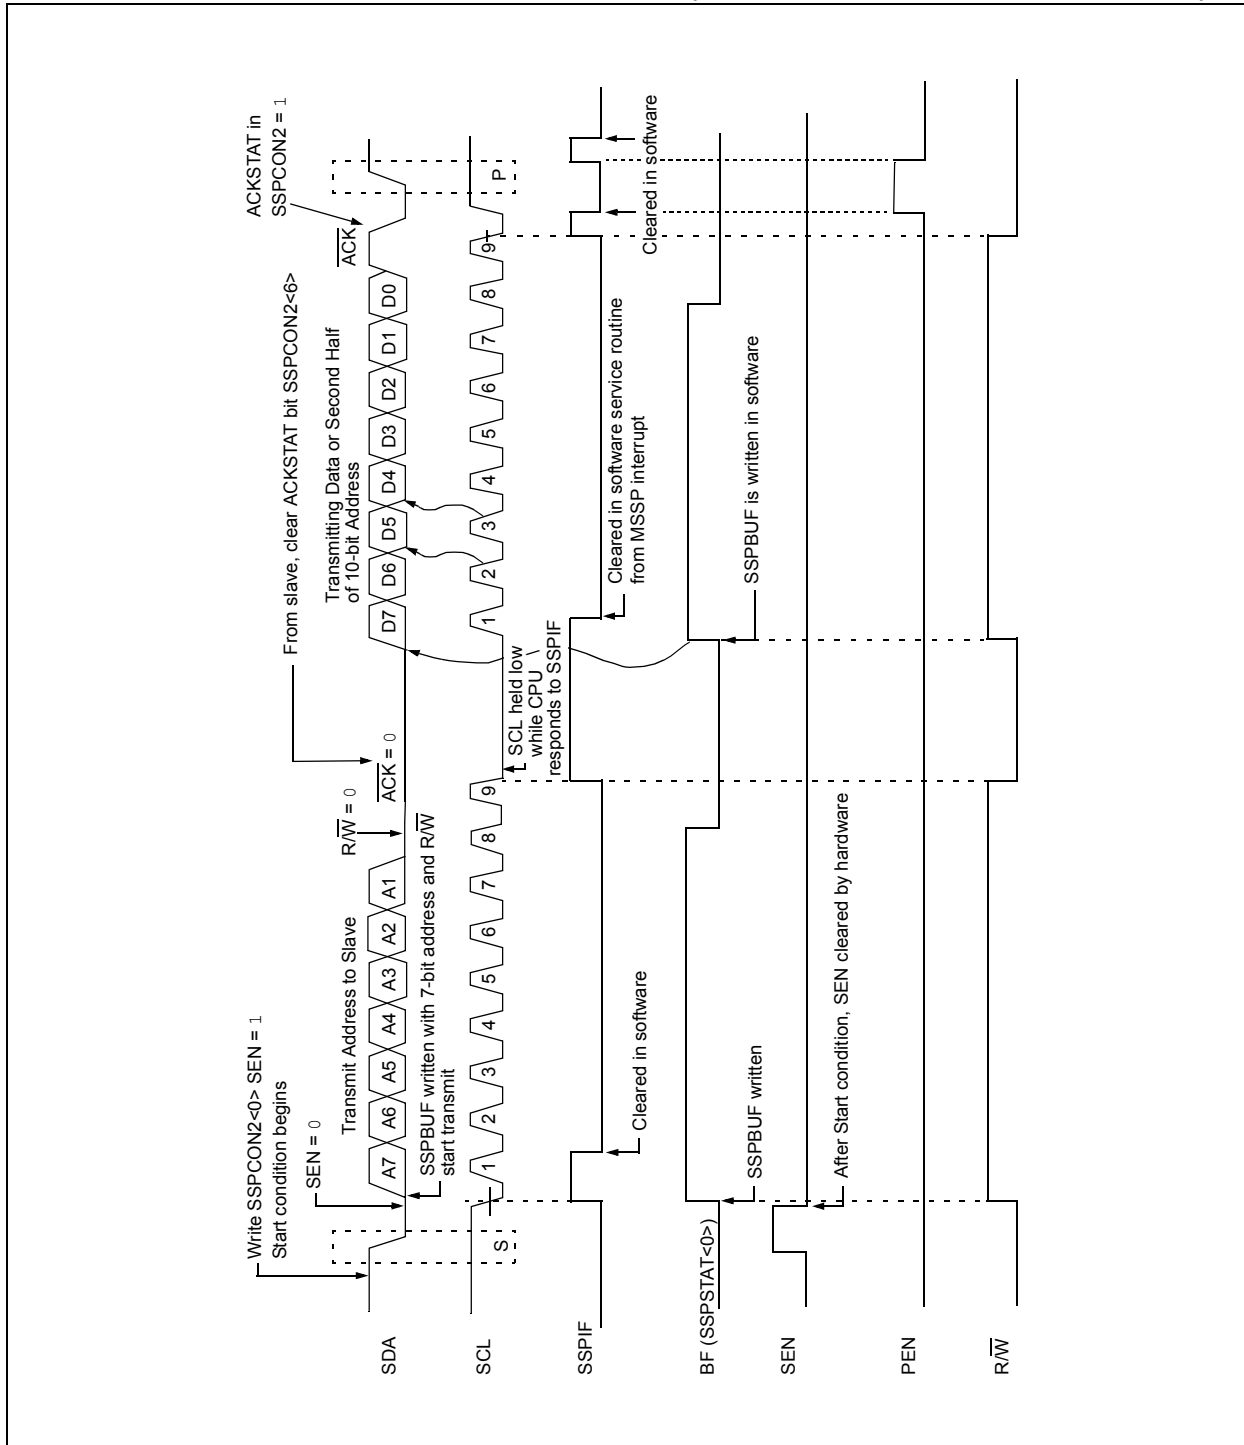 Write SSPCON2<0> SEN = 1
Start condition begins
From slave, clear ACKSTAT bit SSPCON2<6>
ACKSTAT in
SSPCON2 = 1
SEN = 0
Transmit Address to Slave
R/W = 0
ACK = 0
Transmitting Data or Second Half
of 10-bit Address
ACK
SDA
A7 A6 A5 A4 A3 A2 A1 D7 D6 D5 D4 D3 D2 D1 D0
SSPBUF written with 7-bit address and R/W
start transmit
SCL
S 1 2 3 4 5 6 7 8 9 1 2 3 4 5 6 7 8 9 P
SCL held low
while CPU
responds to SSPIF
SSPIF
Cleared in software
Cleared in software service routine
from MSSP interrupt
Cleared in software
BF (SSPSTAT<0>)
SSPBUF written
SSPBUF is written in software
SEN
After Start condition, SEN cleared by hardware
PEN
R/W